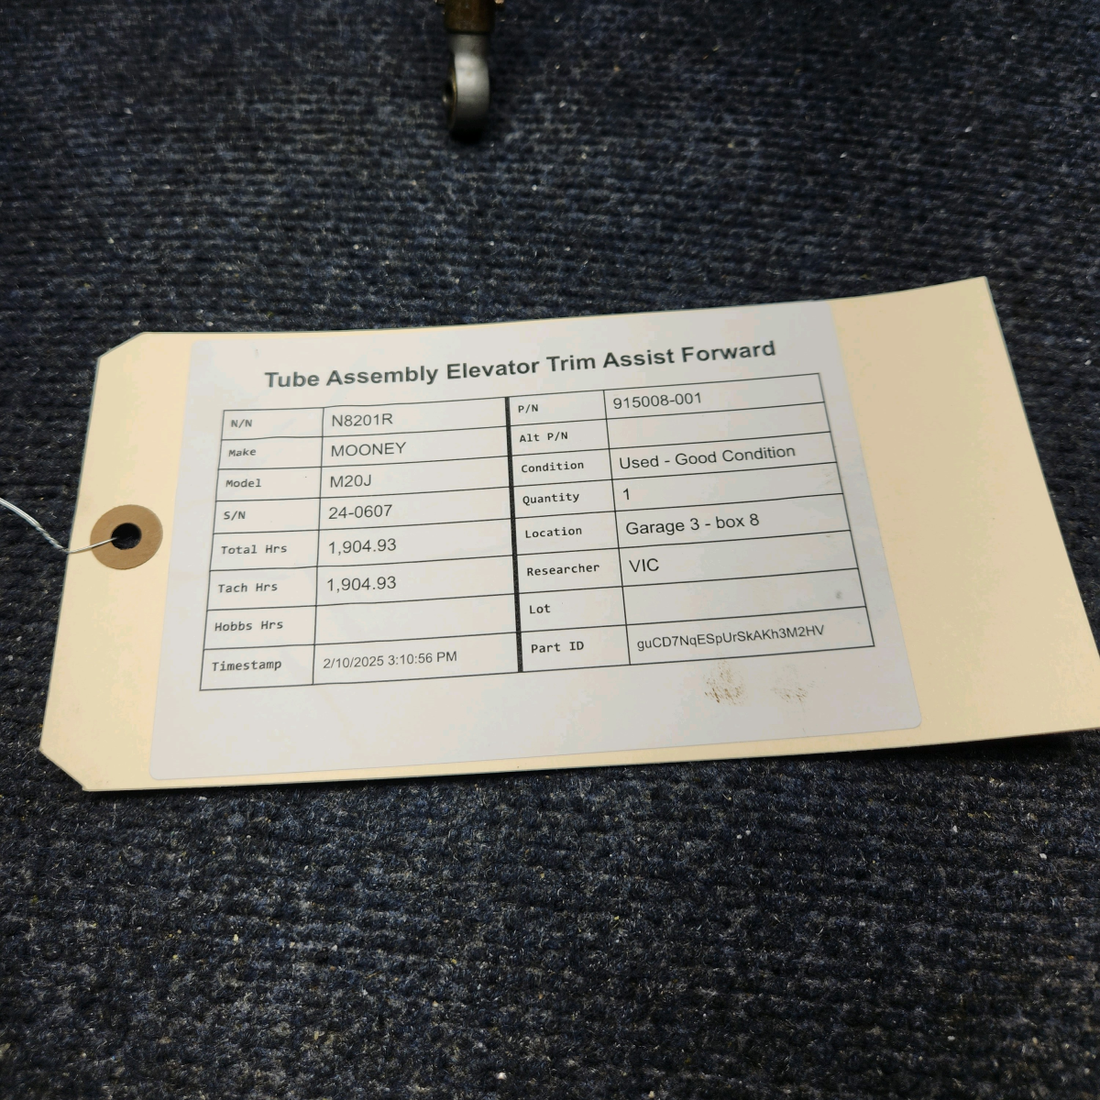 Tube Assembly Elevator Trim Assist Forward
N/N N8201R P/N 915008-001
Make MOONEY Alt P/N
Model M20J Condition Used - Good Condition
S/N 24-0607 Quantity 1
Total Hrs 1,904.93 Location Garage 3 - box 8
Tach Hrs 1,904.93 Researcher VIC
Hobbs Hrs Lot
Timestamp 2/10/2025 3:10:56 PM Part ID guCD7NqESpUrSkAKh3M2HV